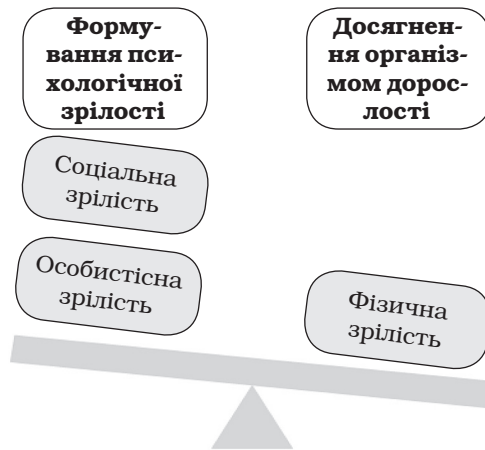 Форму-
вання пси-
хологічної
зрілості
Досягнен-
ня організ-
мом дорос-
лості
Соціальна
зрілість
Особистісна
зрілість
Фізична
зрілість